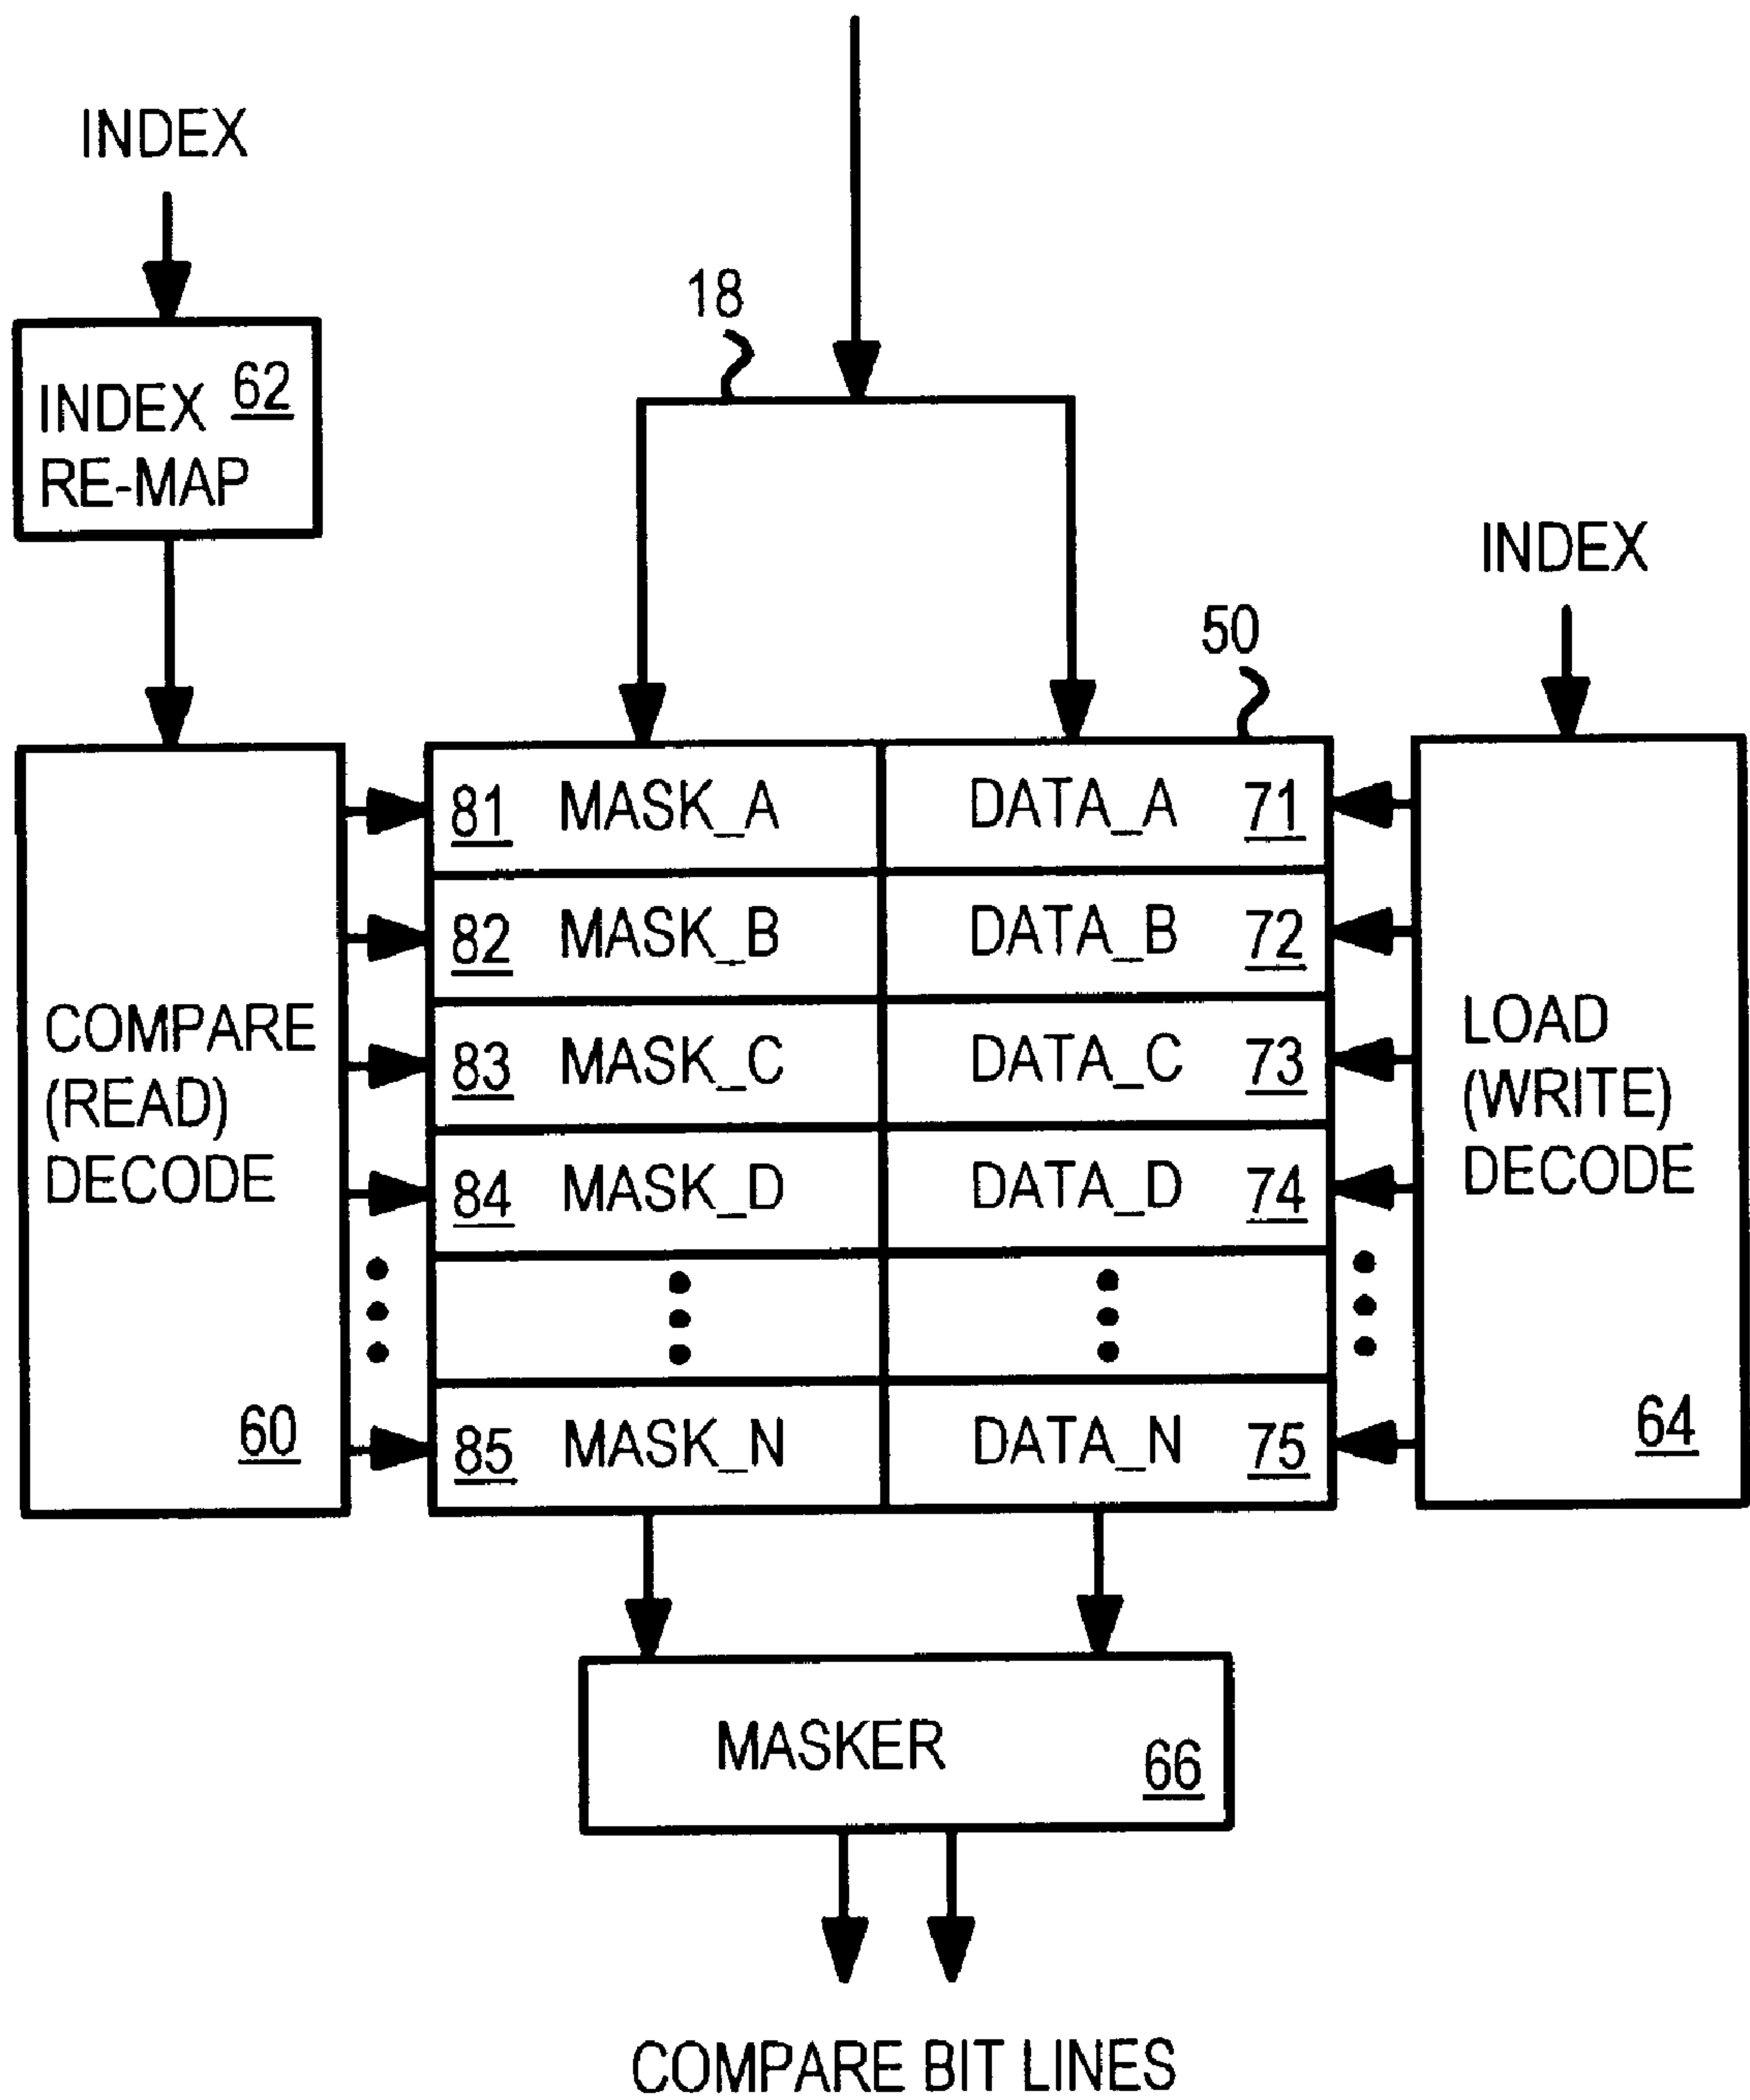 INDEX
18
62
INDEX
RE-MAP
INDEX
50
81 MASK_A DATA_A 71
82 MASK_B DATA_B 72
83 MASK_C DATA_C 73
84 MASK_D DATA_D 74
85 MASK_N DATA_N 75
COMPARE
(READ)
DECODE
60
LOAD
(WRITE)
DECODE
64
MASKER 66
COMPARE BIT LINES